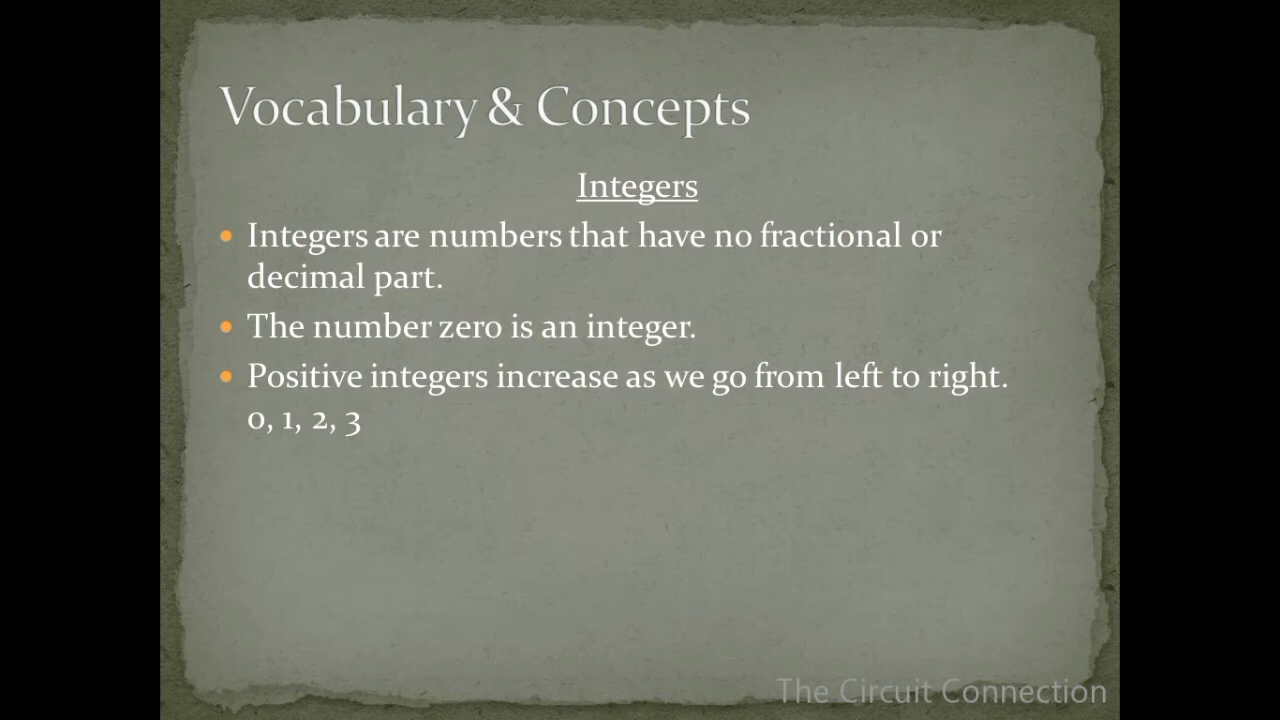 Vocabulary & Concepts
Integers
• Integers are numbers that have no fractional or
decimal part.
• The number zero is an integer.
• Positive integers increase as we go from left to right.
0, 1, 2, 3
The Circuit Connection